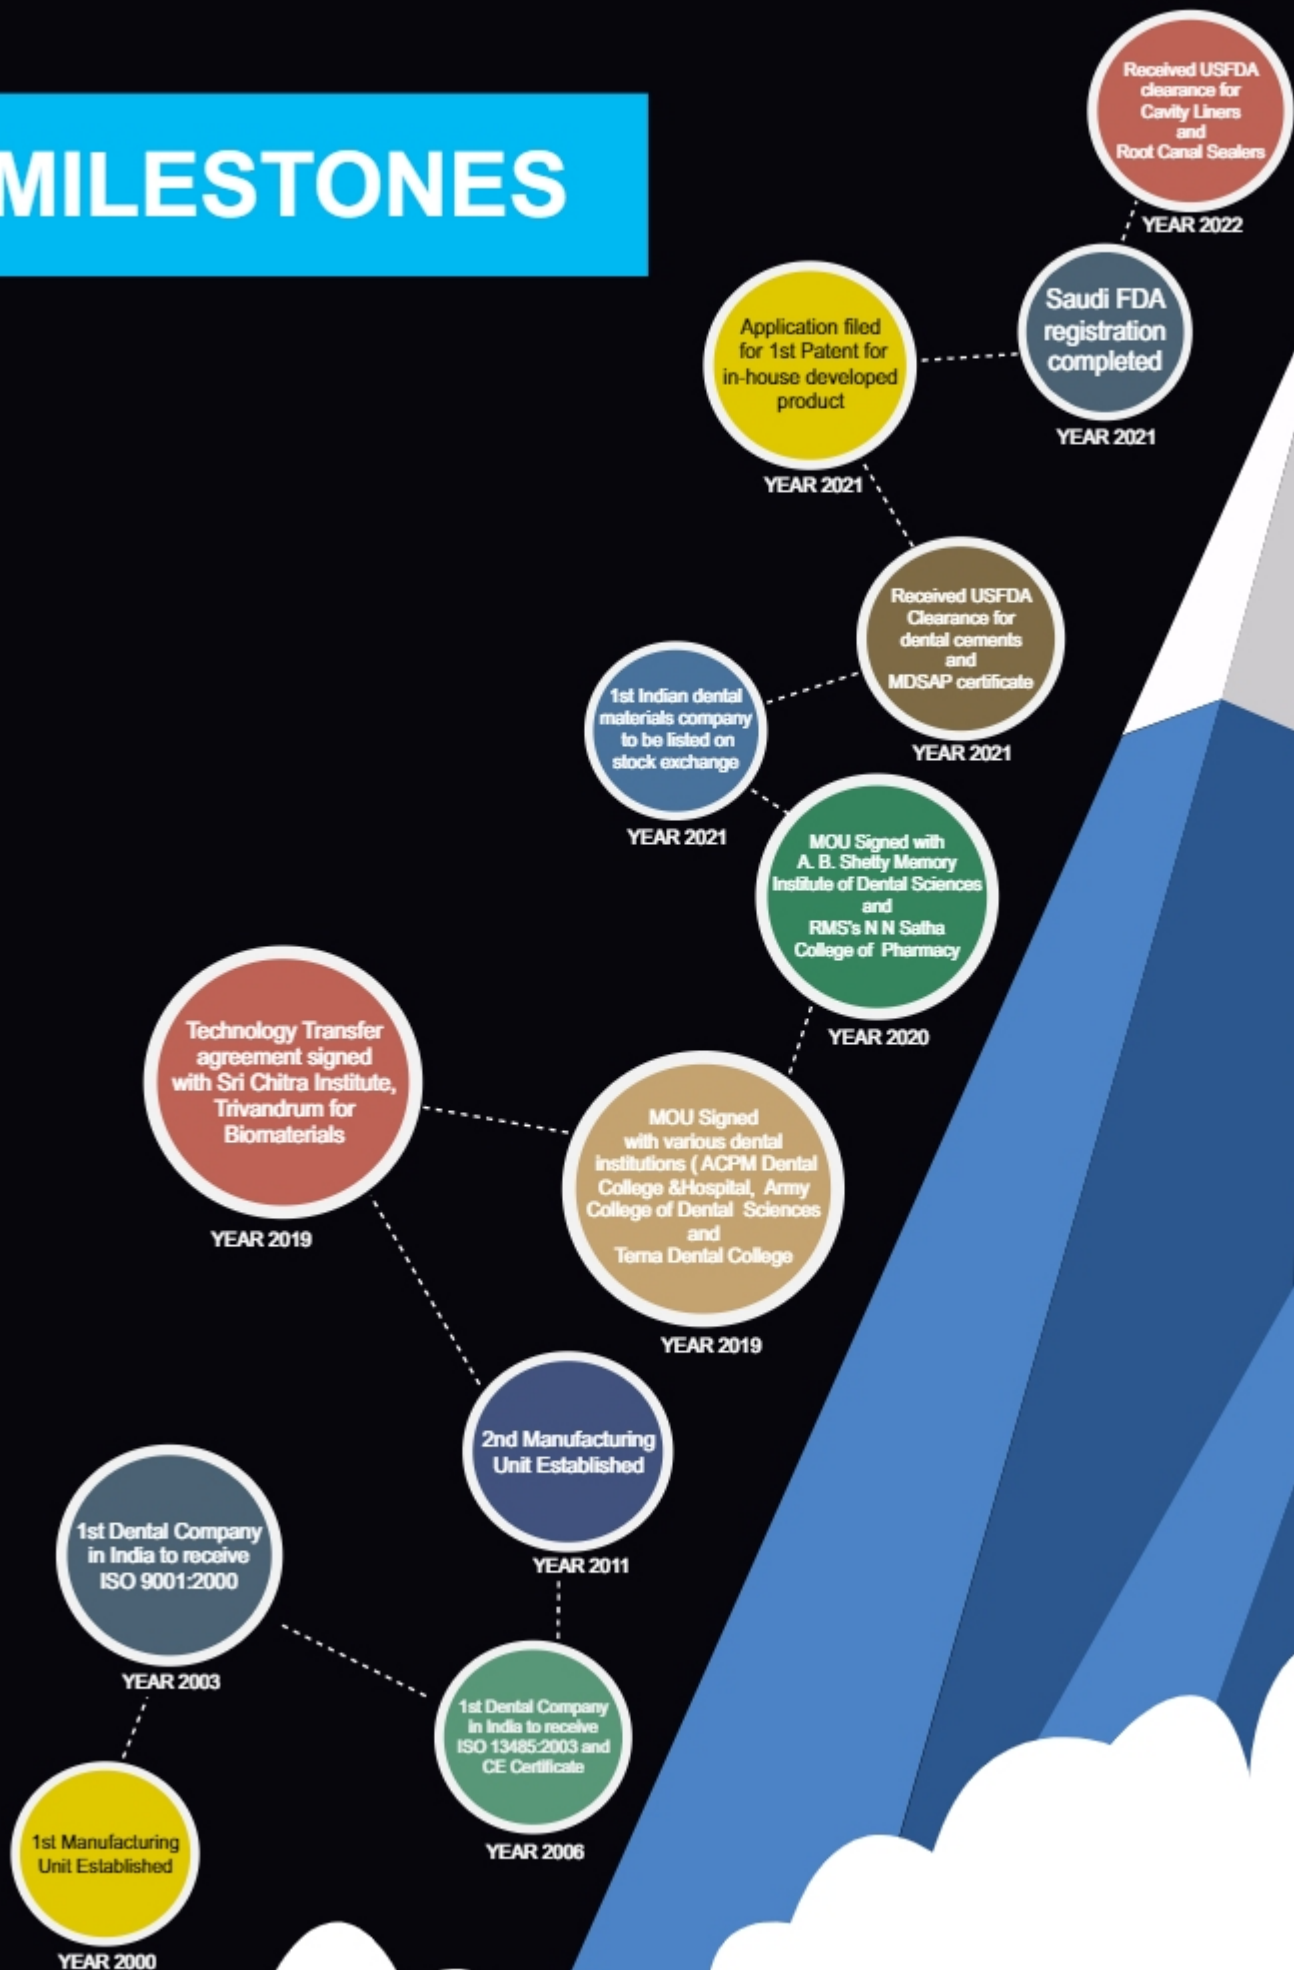 MILESTONES
Received USFDA
clearance for
Cavity Liners
and
Root Canal Sealers
YEAR 2022
Saudi FDA
registration
completed
YEAR 2021
Application filed
for 1st Patent for
in-house developed
product
YEAR 2021
Received USFDA
Clearance for
dental cements
and
MDSAP certificate
YEAR 2021
1st Indian dental
materials company
to be listed on
stock exchange
YEAR 2021
MOU Signed with
A. B. Shetty Memory
Institute of Dental Sciences
and
RMS's N N Satha
College of Pharmacy
YEAR 2020
Technology Transfer
agreement signed
with Sri Chitra Institute,
Trivandrum for
Biomaterials
YEAR 2019
MOU Signed
with various dental
institutions ( ACPM Dental
College &Hospital, Army
College of Dental Sciences
and
Terna Dental College
YEAR 2019
2nd Manufacturing
Unit Established
YEAR 2011
1st Dental Company
in India to receive
ISO 9001:2000
YEAR 2003
1st Dental Company
in India to receive
ISO 13485:2003 and
CE Certificate
YEAR 2006
1st Manufacturing
Unit Established
YEAR 2000